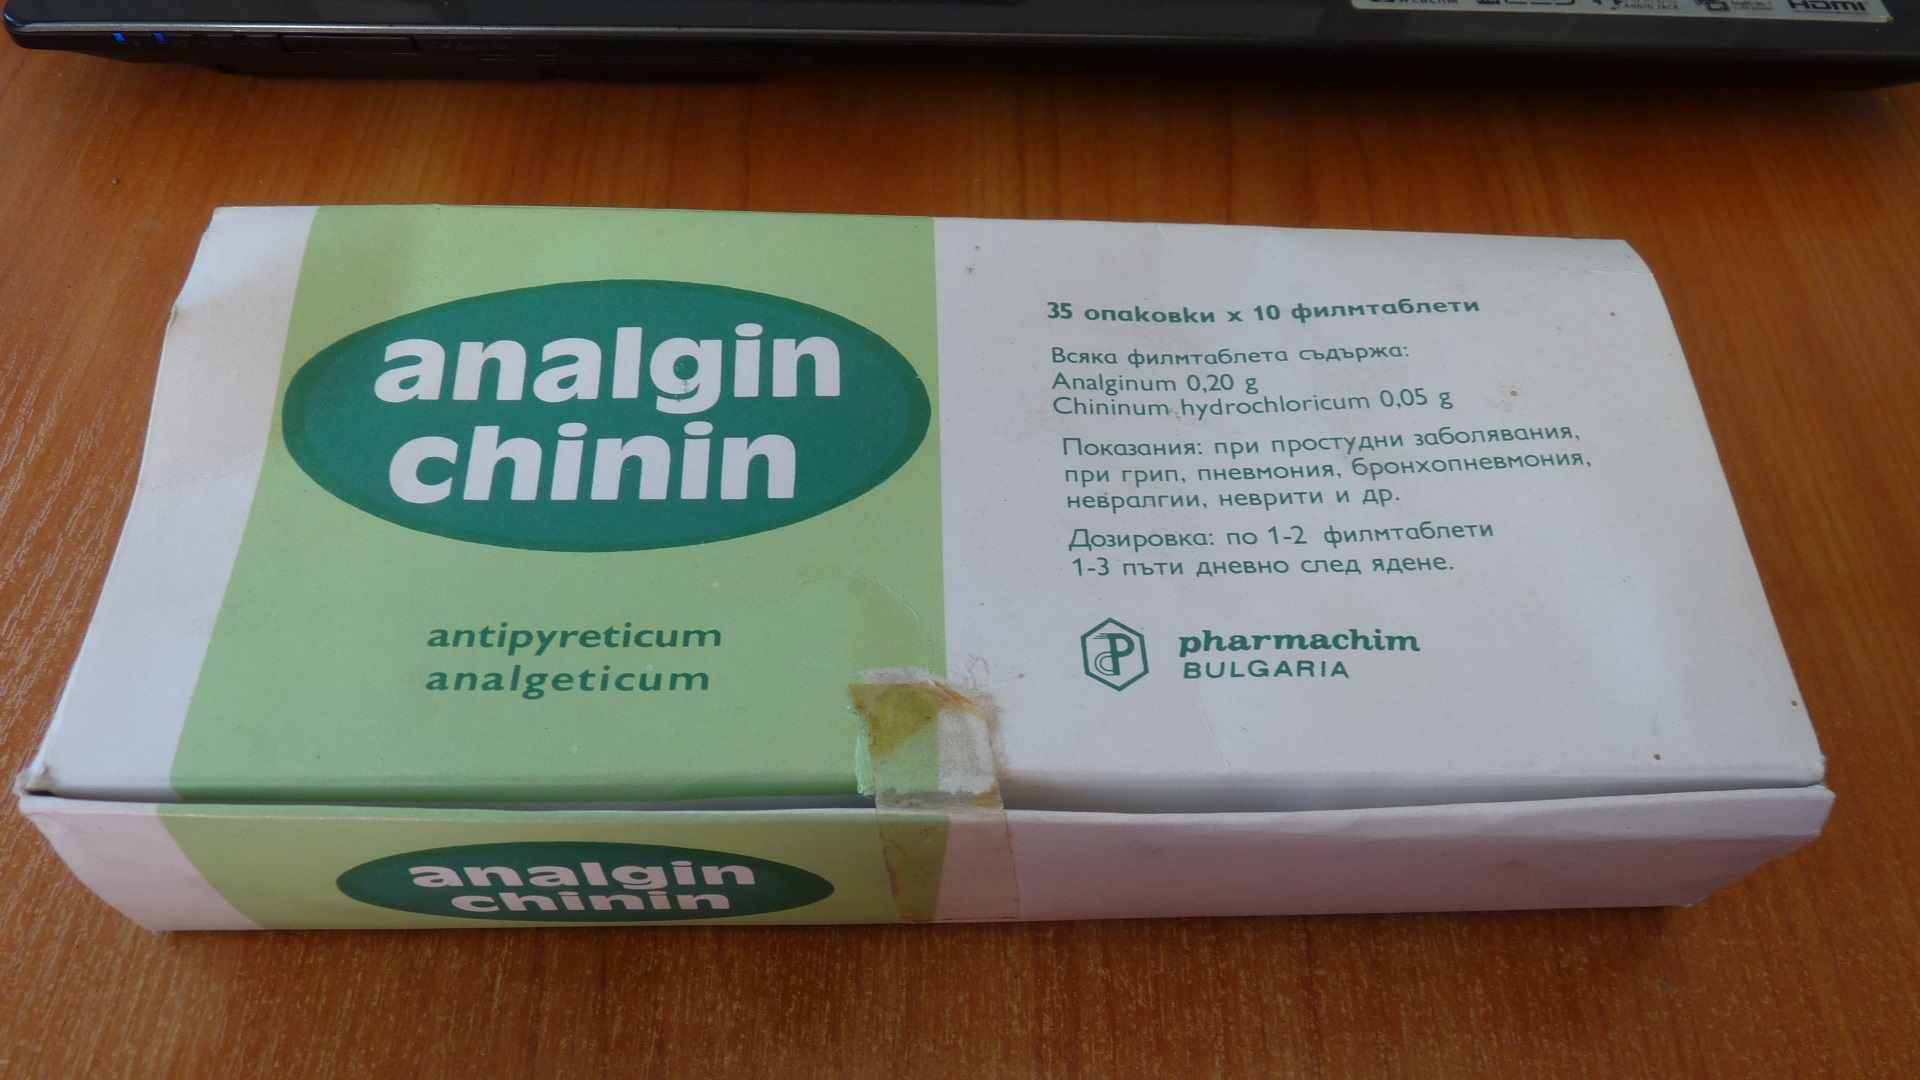 HDMI
analgin
chinin
antipyreticum
analgeticum
35 опаковки x 10 филмтаблети
Всяка филмтаблета съдържа:
Analginum 0,20 g
Chininum hydrochloricum 0,05 g
Показания: при простудни заболявания,
при грип, пневмония, бронхопневмония,
невралгии, неврити и др.
Дозировка: по 1-2 филмтаблети
1-3 пъти дневно след ядене.
pharmachim
BULGARIA
analgin
chinin